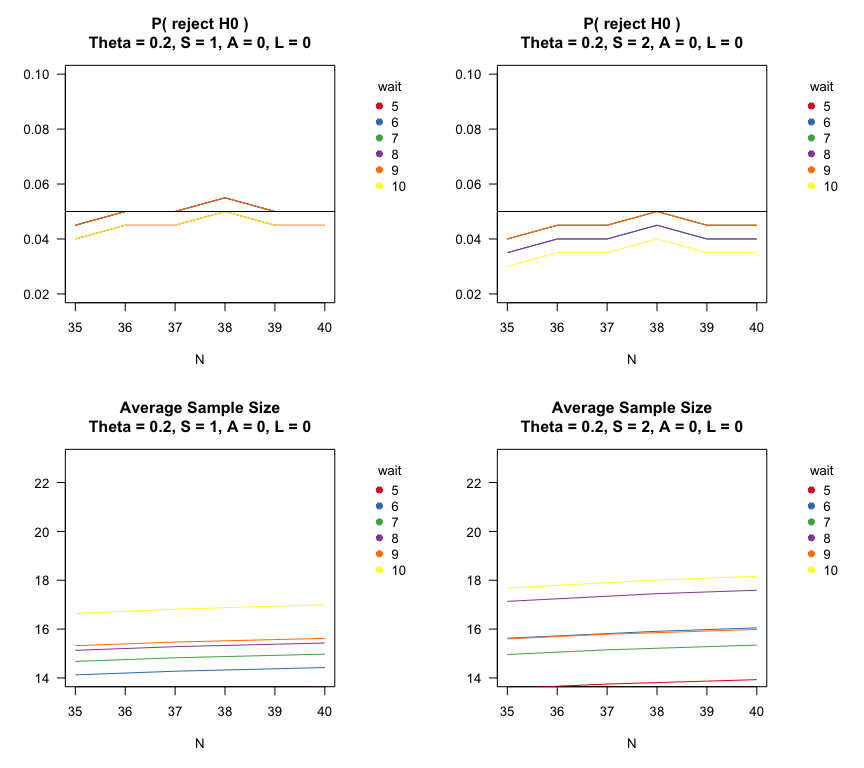 P( reject H0 )
Theta = 0.2, S = 1, A = 0, L = 0
0.10
0.08
0.06
0.04
0.02
35 36 37 38 39 40
N
wait
5
6
7
8
9
10
P( reject H0 )
Theta = 0.2, S = 2, A = 0, L = 0
0.10
0.08
0.06
0.04
0.02
35 36 37 38 39 40
N
wait
5
6
7
8
9
10
Average Sample Size
Theta = 0.2, S = 1, A = 0, L = 0
22
20
18
16
14
35 36 37 38 39 40
N
wait
5
6
7
8
9
10
Average Sample Size
Theta = 0.2, S = 2, A = 0, L = 0
22
20
18
16
14
35 36 37 38 39 40
N
wait
5
6
7
8
9
10